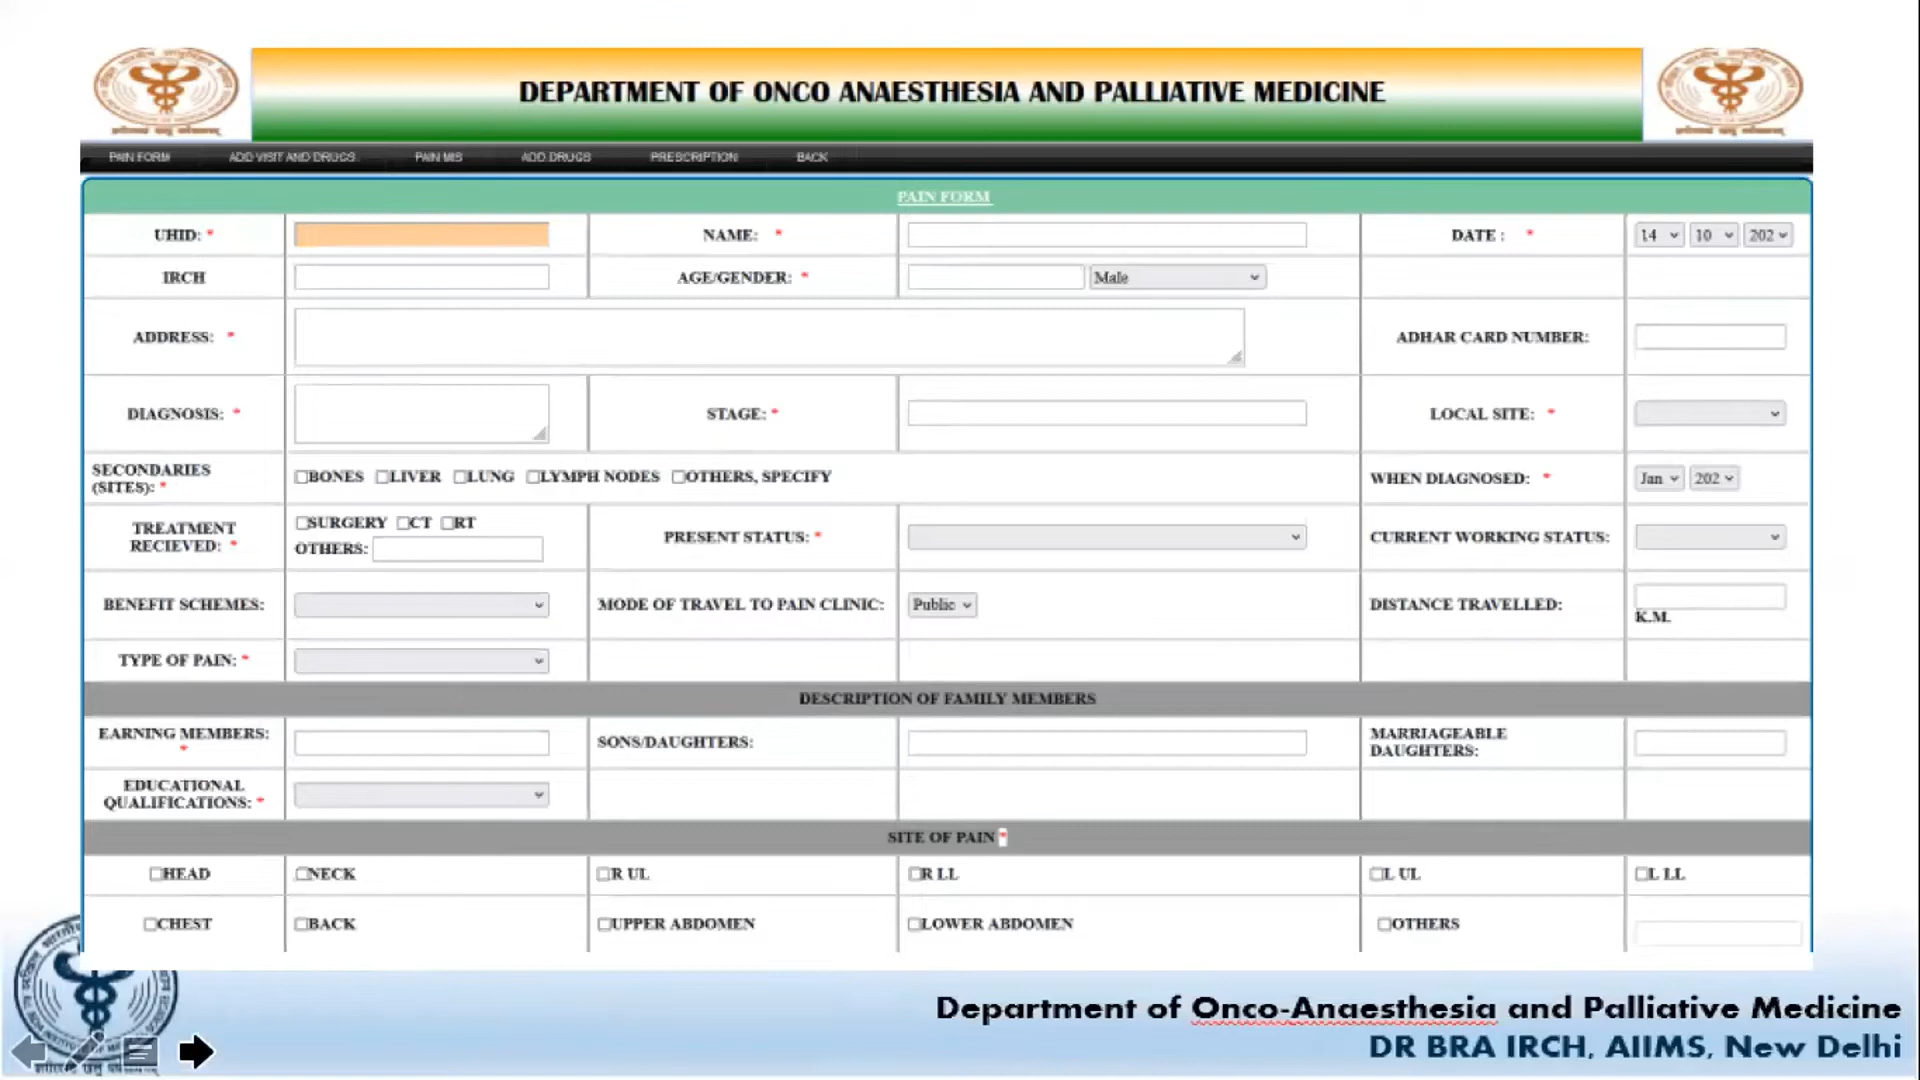 DEPARTMENT OF ONCO ANAESTHESIA AND PALLIATIVE MEDICINE
PAIN FORM ADD VISIT AND DRUGS PAIN MIS ADD DRUGS PRESCRIPTION BACK
PAIN FORM
UHID: * NAME: * DATE : * 14 10 202
IRCH AGE/GENDER: * Male
ADDRESS: * ADHAR CARD NUMBER:
DIAGNOSIS: * STAGE: * LOCAL SITE: *
SECONDARIES
(SITES): * BONES LIVER LUNG LYMPH NODES OTHERS, SPECIFY WHEN DIAGNOSED: * Jan 202
TREATMENT
RECIEVED: * SURGERY CT RT
OTHERS: PRESENT STATUS: * CURRENT WORKING STATUS:
BENEFIT SCHEMES: MODE OF TRAVEL TO PAIN CLINIC: Public DISTANCE TRAVELLED:
K.M.
TYPE OF PAIN: *
DESCRIPTION OF FAMILY MEMBERS
EARNING MEMBERS:
* SONS/DAUGHTERS: MARRIAGEABLE
DAUGHTERS:
EDUCATIONAL
QUALIFICATIONS: *
SITE OF PAIN *
HEAD NECK R UL R LL L UL L LL
CHEST BACK UPPER ABDOMEN LOWER ABDOMEN OTHERS
Department of Onco-Anaesthesia and Palliative Medicine
DR BRA IRCH, AIIMS, New Delhi